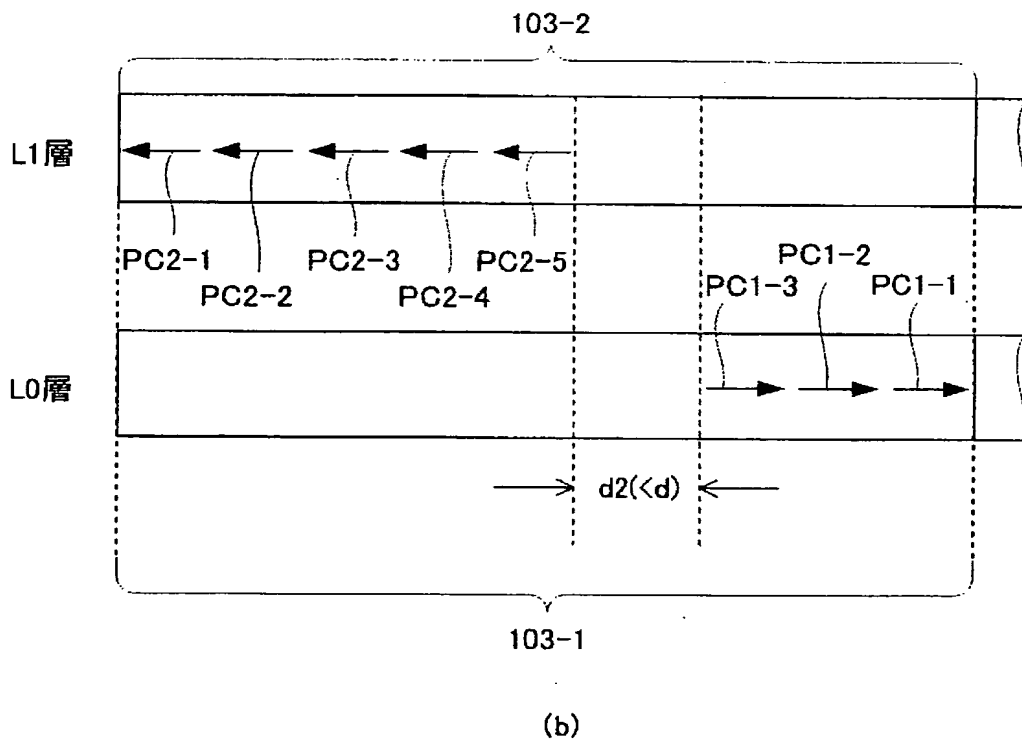 103-2
L1層
PC2-1
PC2-2
PC2-3
PC2-4
PC2-5
PC1-3
PC1-2
PC1-1
L0層
d2(<d)
103-1
(b)